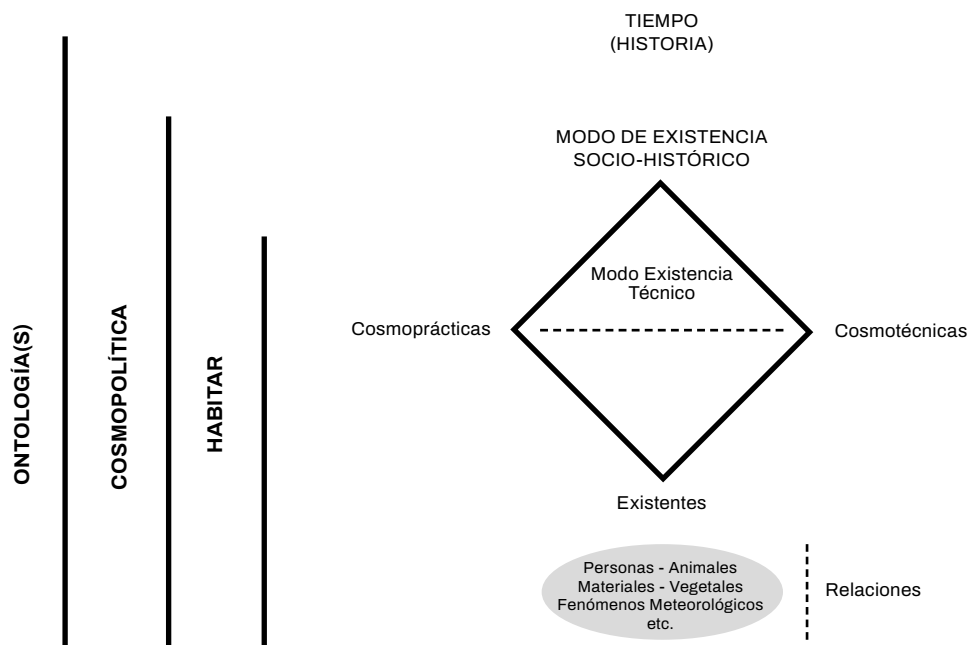 TIEMPO
(HISTORIA)
MODO DE EXISTENCIA
SOCIO-HISTÓRICO
Modo Existencia
Técnico
Cosmoprácticas
Cosmotécnicas
ONTOLOGÍA(S)
COSMOPOLÍTICA
HABITAR
Existentes
Personas - Animales
Materiales - Vegetales
Fenómenos Meteorológicos
etc.
Relaciones